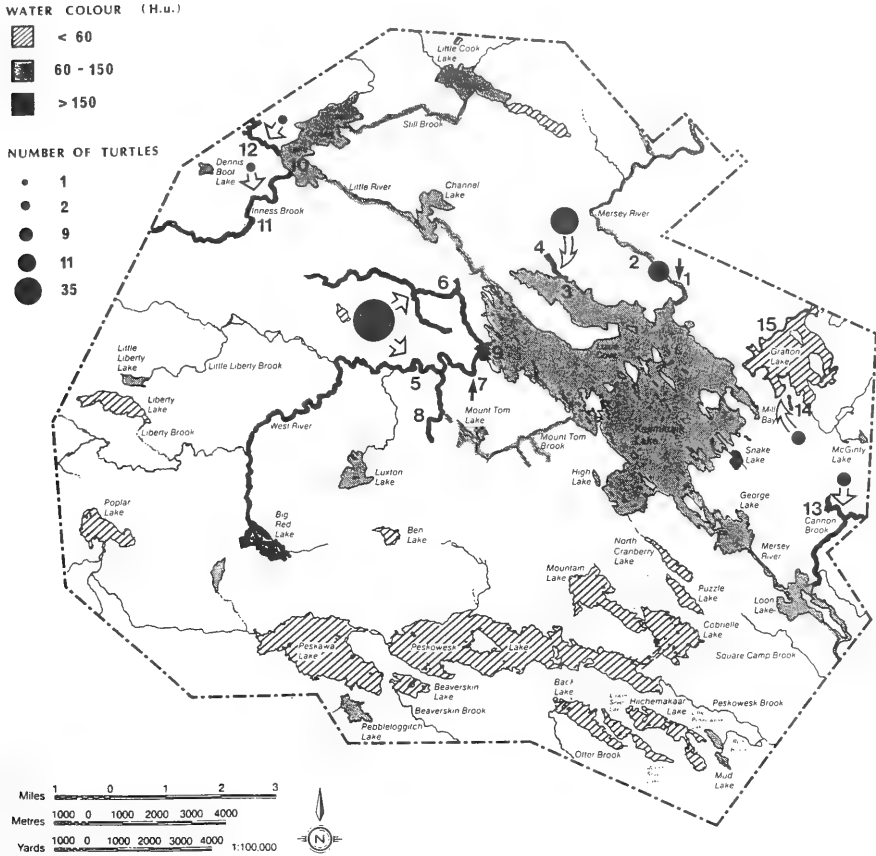 WATER COLOUR (H.u.)
< 60
60 - 150
> 150
NUMBER OF TURTLES
1
2
9
11
35
Little Cook
Lake
Still Brook
12
Dennis
Boot
Lake
10
Little River
Channel
Lake
Inness Brook
11
Mersey River
4
2
1
3
6
15
Grafton
Lake
9
Little
Liberty
Lake
Little Liberty Brook
5
7
Liberty
Lake
Mount Tom
Lake
Mill
Bay
14
8
Liberty Brook
West River
Mount Tom
Brook
Kejimkujik
Lake
McGinty
Lake
Snake
Lake
Luxton
Lake
High
Lake
George
Lake
13
Cannon
Brook
Poplar
Lake
Big
Red
Lake
Ben
Lake
Mersey
River
North
Cranberry
Lake
Mountain
Lake
Puzzle
Lake
Loon
Lake
Cobrielle
Lake
Peskawa
Lake
Peskowesk
Lake
Square Camp Brook
Beaverskin
Lake
Back
Lake
Hilchemakaar
Lake
Peskowesk Brook
Beaverskin Brook
Pebbleloggitch
Lake
Otter Brook
Mud
Lake
Miles 1 0 1 2 3
Metres 1000 0 1000 2000 3000 4000
Yards 1000 0 1000 2000 3000 4000 1:100.000
N